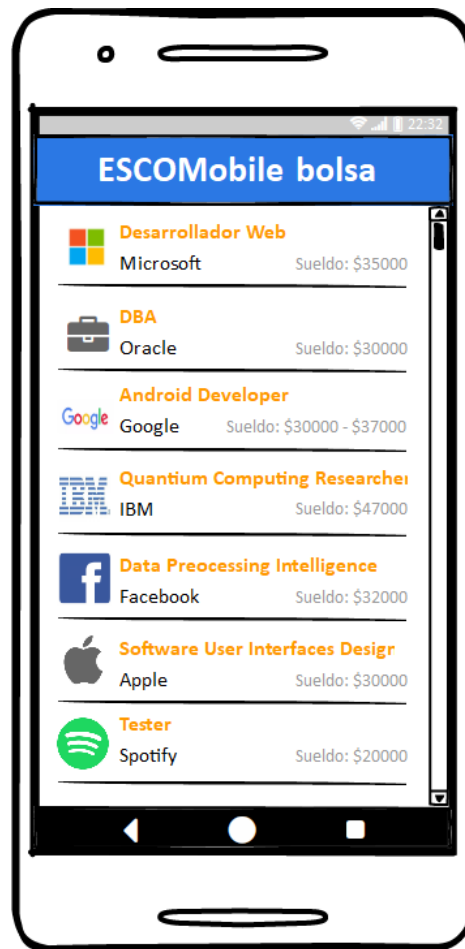 22:32
ESCOMobile bolsa
Desarrollador Web
Microsoft Sueldo: $35000
DBA
Oracle Sueldo: $30000
Android Developer
Google
Google Sueldo: $30000 - $37000
Quantium Computing Researcher
IBM
IBM Sueldo: $47000
Data Preocessing Intelligence
f
Facebook Sueldo: $32000
Software User Interfaces Desigr
Apple Sueldo: $30000
Tester
Spotify Sueldo: $20000